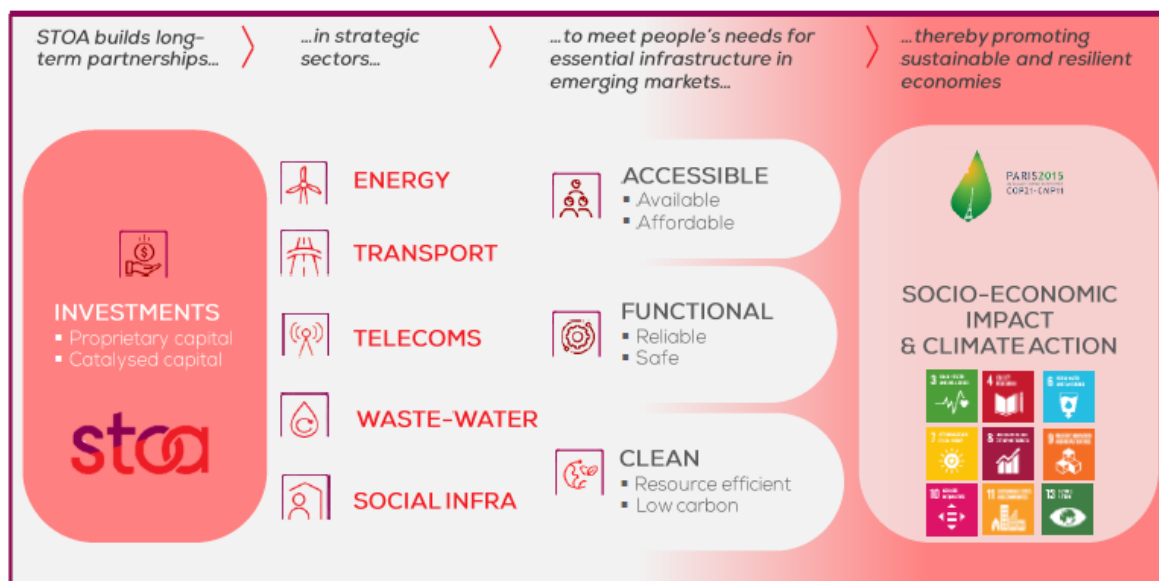 STOA builds long-
term partnerships...
...in strategic
sectors...
...to meet people's needs for
essential infrastructure in
emerging markets...
...thereby promoting
sustainable and resilient
economies
INVESTMENTS
▪ Proprietary capital
▪ Catalysed capital
stoa
ENERGY
TRANSPORT
TELECOMS
WASTE-WATER
SOCIAL INFRA
ACCESSIBLE
▪ Available
▪ Affordable
FUNCTIONAL
▪ Reliable
▪ Safe
CLEAN
▪ Resource efficient
▪ Low carbon
PARIS2015
COP21·CMP11
SOCIO-ECONOMIC
IMPACT
& CLIMATE ACTION
3
4
6
7
8
9
10
11
13